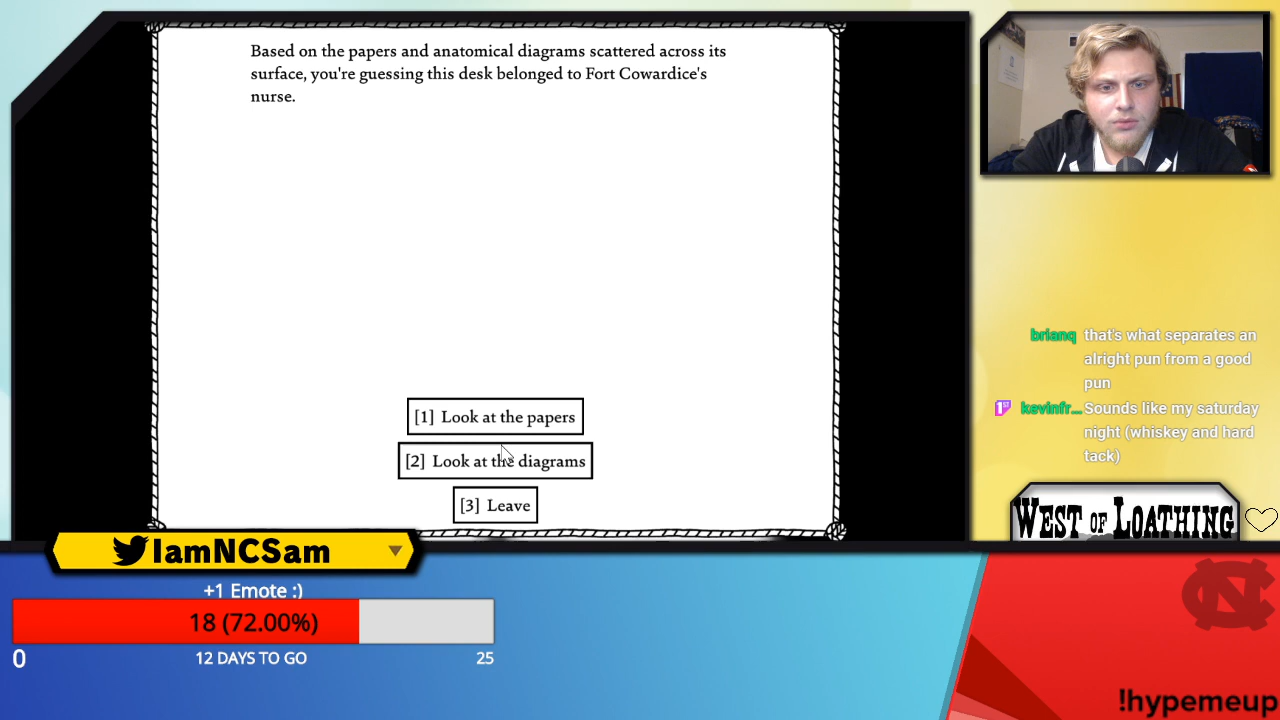 Based on the papers and anatomical diagrams scattered across its
surface, you're guessing this desk belonged to Fort Cowardice's
nurse.
[1] Look at the papers
[2] Look at the diagrams
[3] Leave
brianq that's what separates an
alright pun from a good
pun
kevinfr... Sounds like my saturday
night (whiskey and hard
tack)
WEST OF LOATHING
IamNCSam
+1 Emote :)
18 (72.00%)
0 12 DAYS TO GO 25
NC
!hypemeup